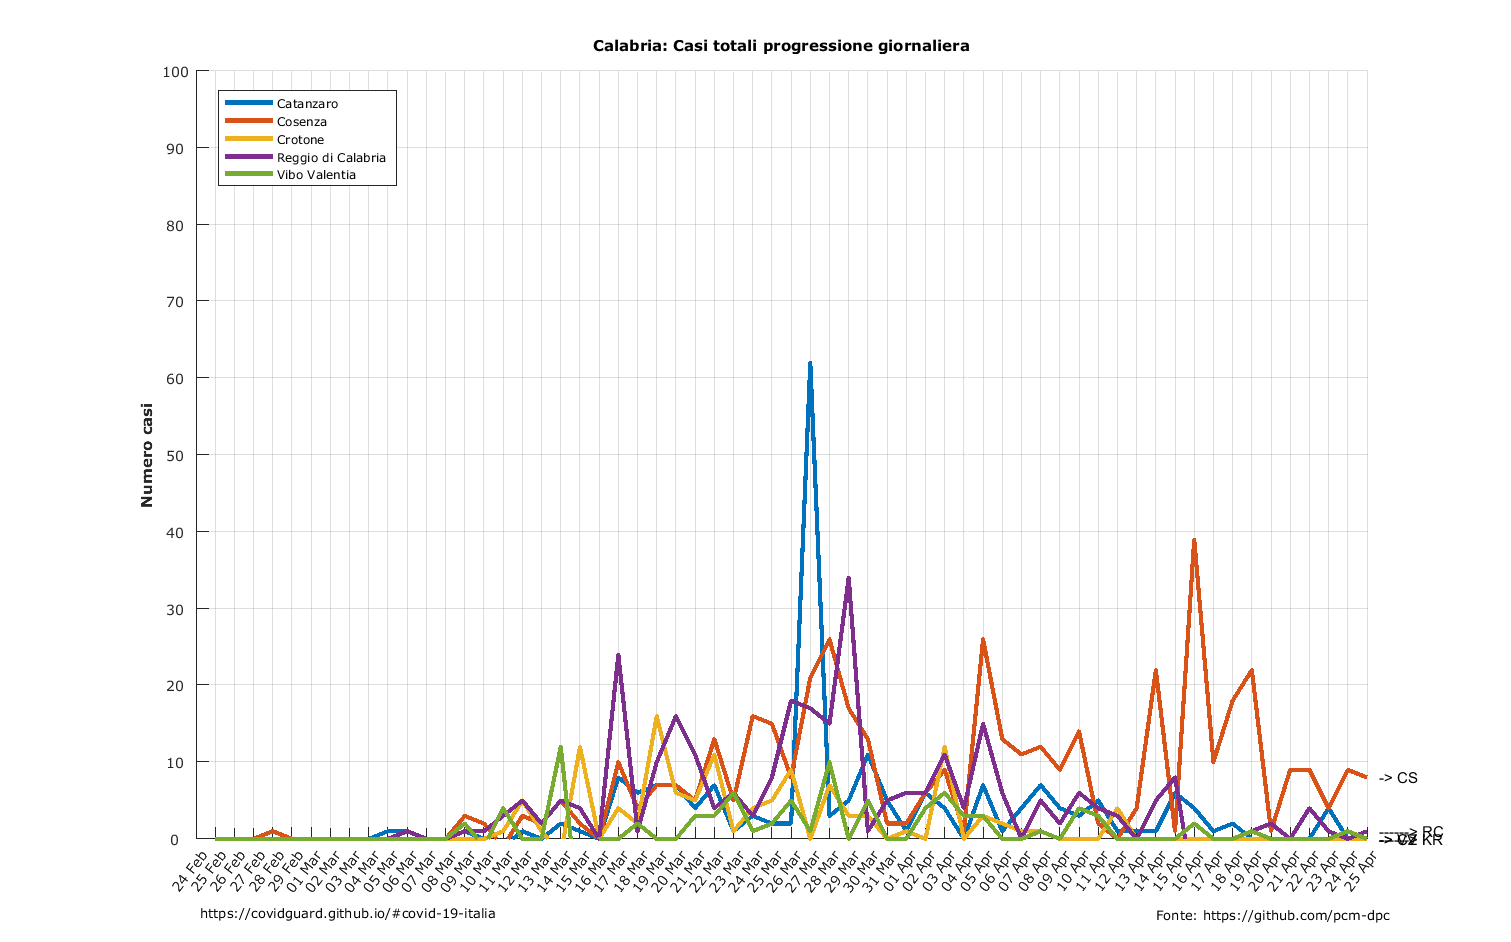 Calabria: Casi totali progressione giornaliera
Numero casi
100
90
80
70
60
50
40
30
20
10
0
Catanzaro
Cosenza
Crotone
Reggio di Calabria
Vibo Valentia
-> CS
------> RC
-> CZ
KR
24 Feb
25 Feb
26 Feb
27 Feb
28 Feb
29 Feb
01 Mar
02 Mar
03 Mar
04 Mar
05 Mar
06 Mar
07 Mar
08 Mar
09 Mar
10 Mar
11 Mar
12 Mar
13 Mar
14 Mar
15 Mar
16 Mar
17 Mar
18 Mar
19 Mar
20 Mar
21 Mar
22 Mar
23 Mar
24 Mar
25 Mar
26 Mar
27 Mar
28 Mar
29 Mar
30 Mar
31 Mar
01 Apr
02 Apr
03 Apr
04 Apr
05 Apr
06 Apr
07 Apr
08 Apr
09 Apr
10 Apr
11 Apr
12 Apr
13 Apr
14 Apr
15 Apr
16 Apr
17 Apr
18 Apr
19 Apr
20 Apr
21 Apr
22 Apr
23 Apr
24 Apr
25 Apr
https://covidguard.github.io/#covid-19-italia
Fonte: https://github.com/pcm-dpc